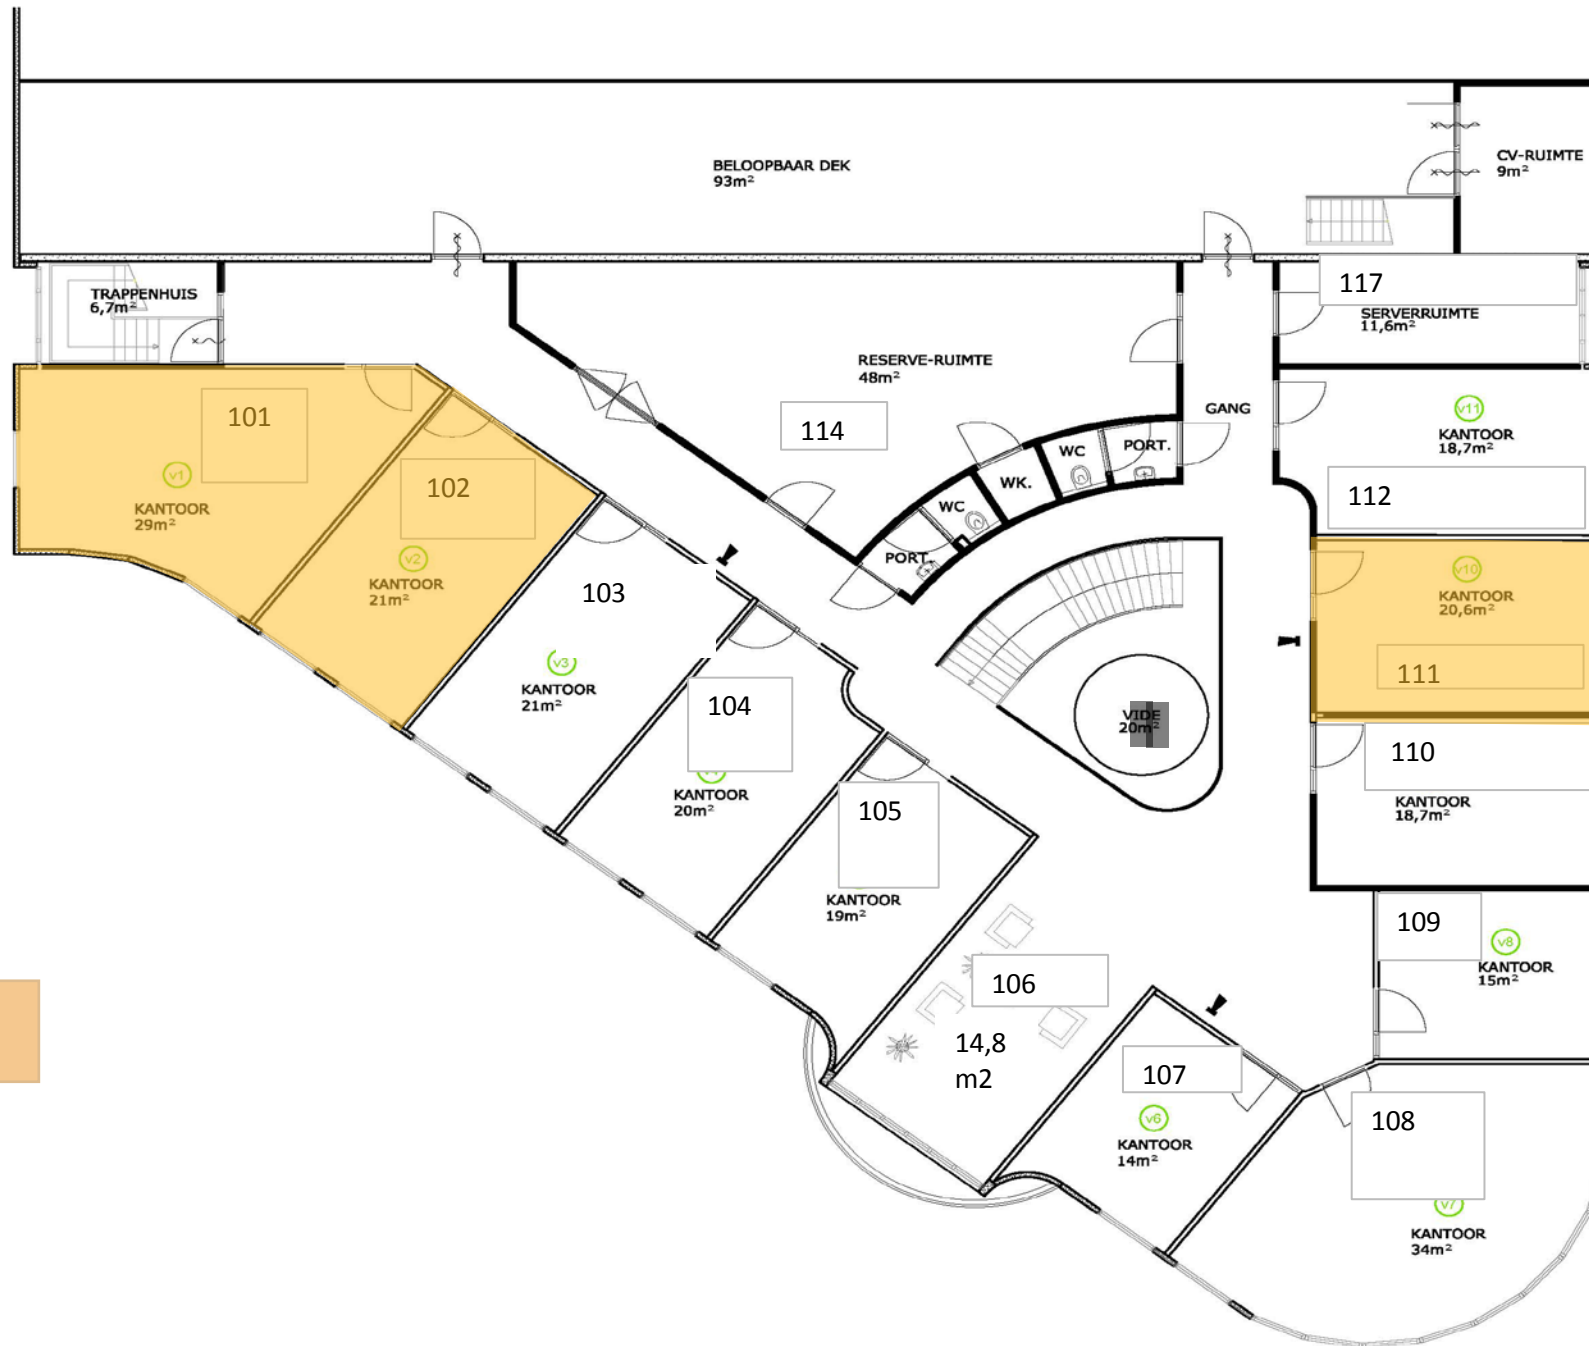 BELOOPBAAR DEK
93m²
CV-RUIMTE
9m²
TRAPPENHUIS
6,7m²
117
SERVERRUIMTE
11,6m²
RESERVE-RUIMTE
48m²
114
GANG
v11
KANTOOR
18,7m²
112
101
v1
KANTOOR
29m²
102
v2
KANTOOR
21m²
WC
PORT.
WK.
WC
PORT.
103
v3
KANTOOR
21m²
v10
KANTOOR
20,6m²
111
104
KANTOOR
20m²
VIDE
20m²
110
KANTOOR
18,7m²
105
KANTOOR
19m²
109
v8
KANTOOR
15m²
106
14,8
m2
107
v6
KANTOOR
14m²
108
v7
KANTOOR
34m²